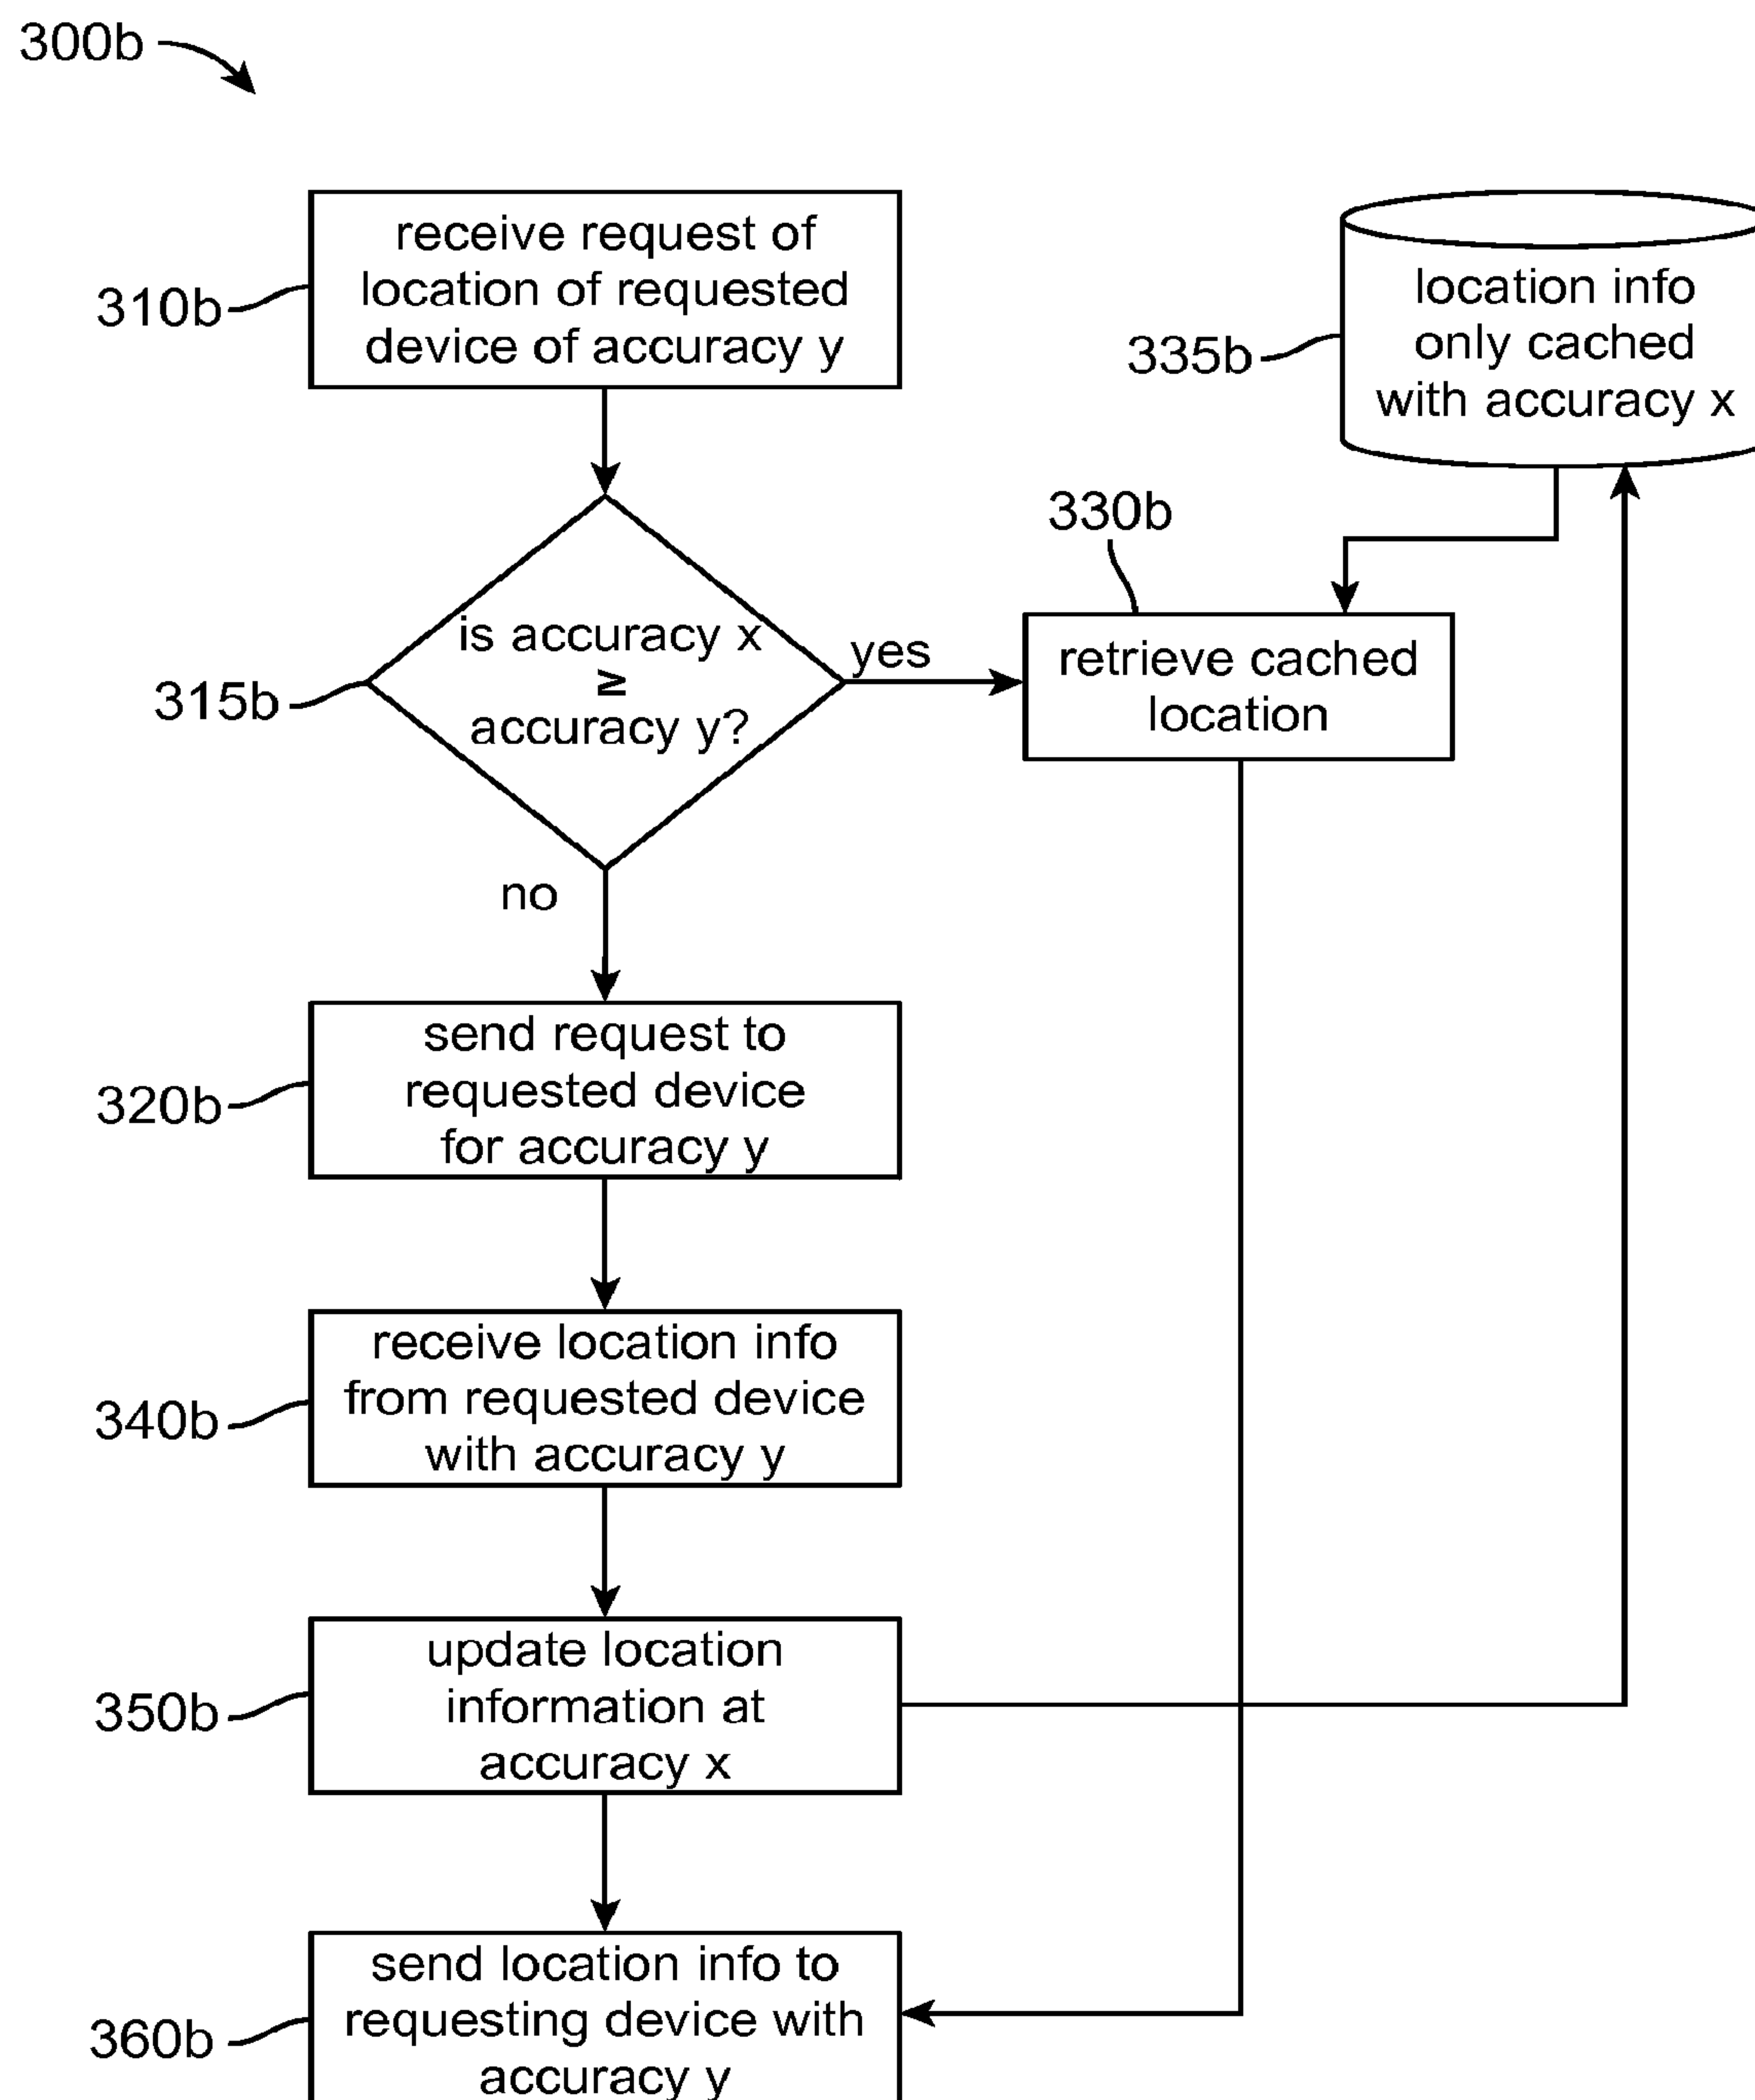 300b
310b
receive request of
location of requested
device of accuracy y
335b
location info
only cached
with accuracy x
315b
is accuracy x
≥
accuracy y?
yes
no
330b
retrieve cached
location
320b
send request to
requested device
for accuracy y
340b
receive location info
from requested device
with accuracy y
350b
update location
information at
accuracy x
360b
send location info to
requesting device with
accuracy y